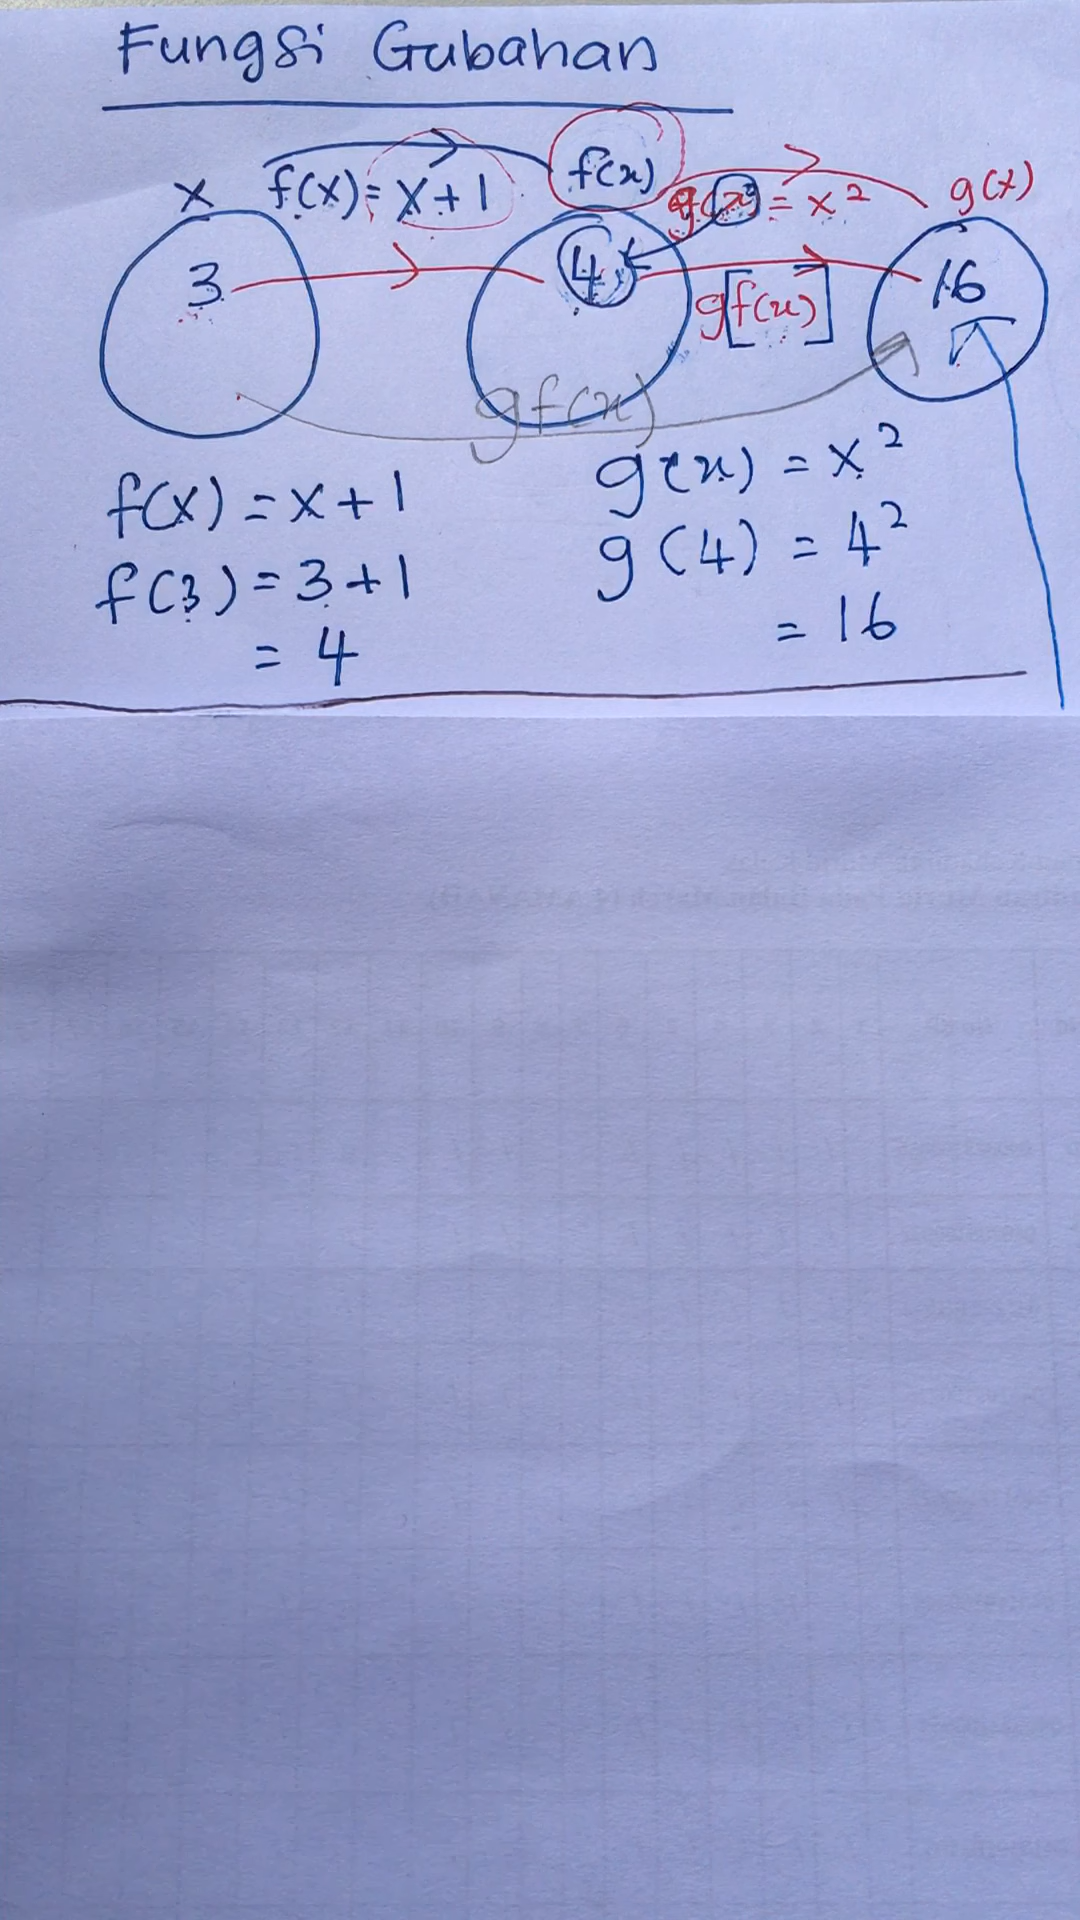 Fungsi Gubahan
x f(x) = x + 1 f(x) g(x) = x² g(x)
3 4 16
g[f(x)]
gf(x)
f(x) = x + 1
f(3) = 3 + 1
= 4
g(x) = x²
g(4) = 4²
= 16